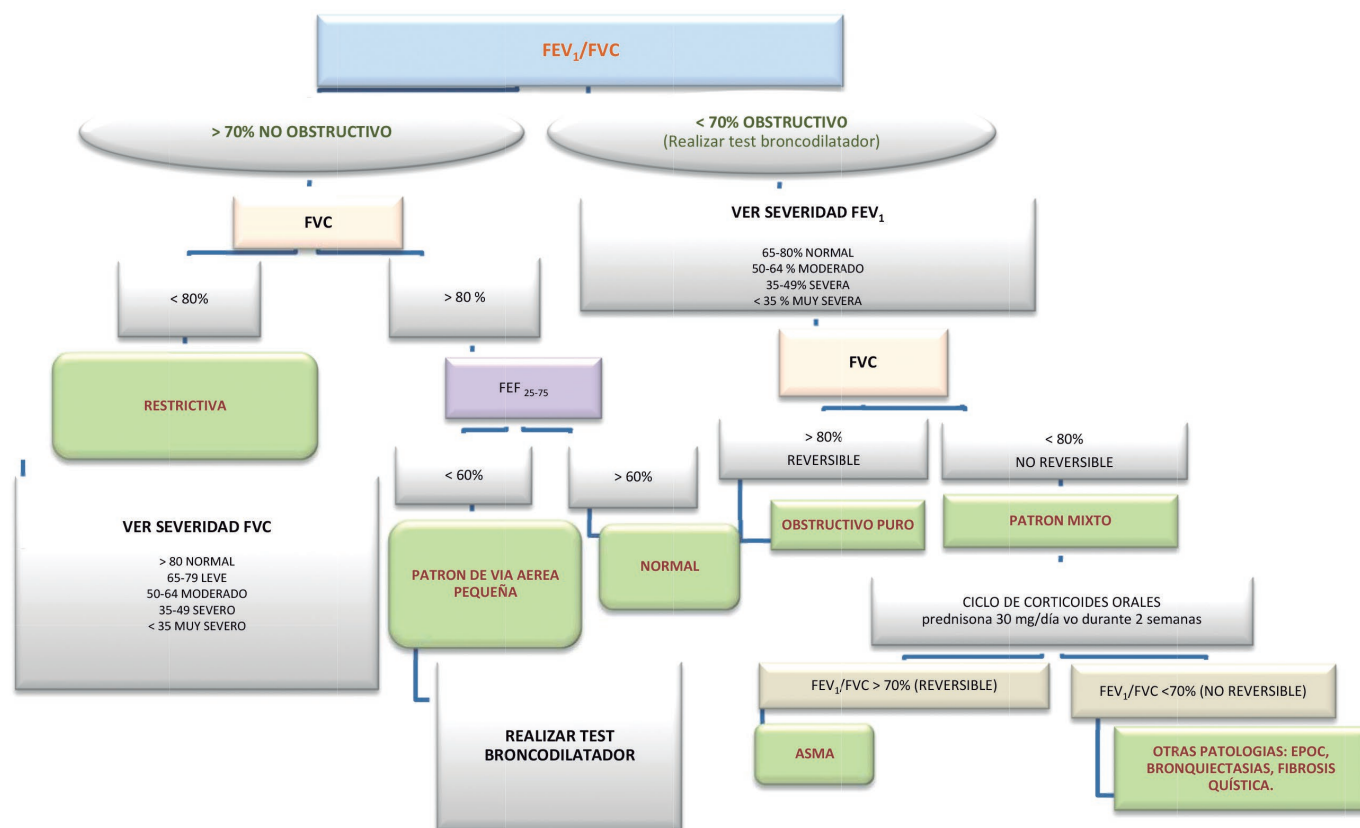 FEV1/FVC
> 70% NO OBSTRUCTIVO
< 70% OBSTRUCTIVO
(Realizar test broncodilatador)
FVC
< 80%
> 80 %
RESTRICTIVA
VER SEVERIDAD FVC
> 80 NORMAL
65-79 LEVE
50-64 MODERADO
35-49 SEVERO
< 35 MUY SEVERO
FEF 25-75
< 60%
> 60%
PATRON DE VIA AEREA
PEQUEÑA
NORMAL
REALIZAR TEST
BRONCODILATADOR
VER SEVERIDAD FEV1
65-80% NORMAL
50-64 % MODERADO
35-49% SEVERA
< 35 % MUY SEVERA
FVC
> 80%
REVERSIBLE
< 80%
NO REVERSIBLE
OBSTRUCTIVO PURO
PATRON MIXTO
CICLO DE CORTICOIDES ORALES
prednisona 30 mg/día vo durante 2 semanas
FEV1/FVC > 70% (REVERSIBLE)
FEV1/FVC <70% (NO REVERSIBLE)
ASMA
OTRAS PATOLOGIAS: EPOC,
BRONQUIECTASIAS, FIBROSIS
QUÍSTICA.